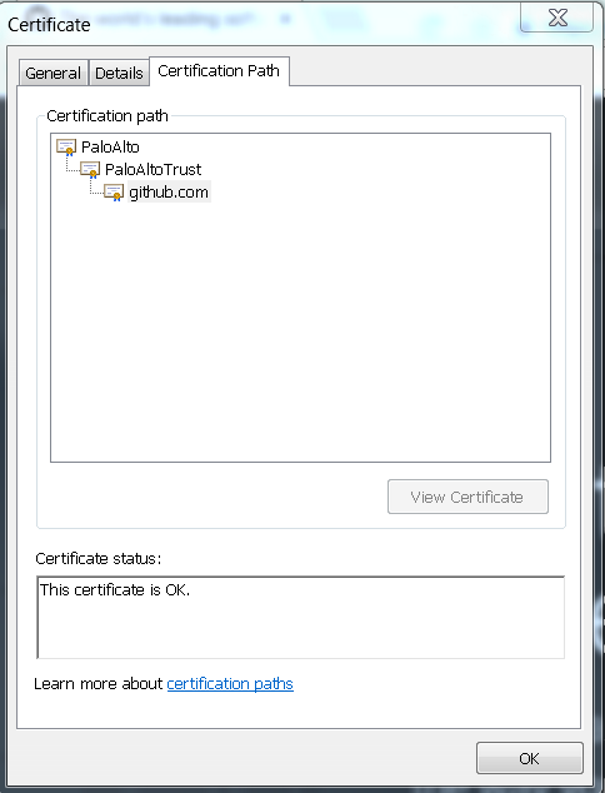 Certificate
General Details Certification Path
Certification path
PaloAlto
PaloAltoTrust
github.com
View Certificate
Certificate status:
This certificate is OK.
Learn more about certification paths
OK